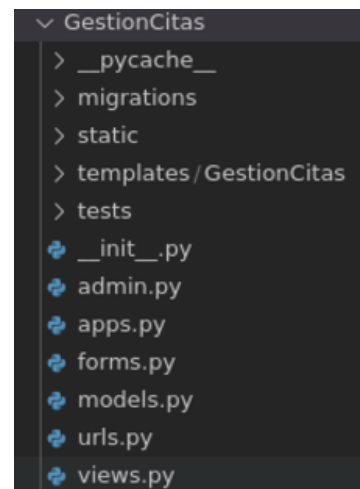 GestionCitas
__pycache__
migrations
static
templates/GestionCitas
tests
__init__.py
admin.py
apps.py
forms.py
models.py
urls.py
views.py